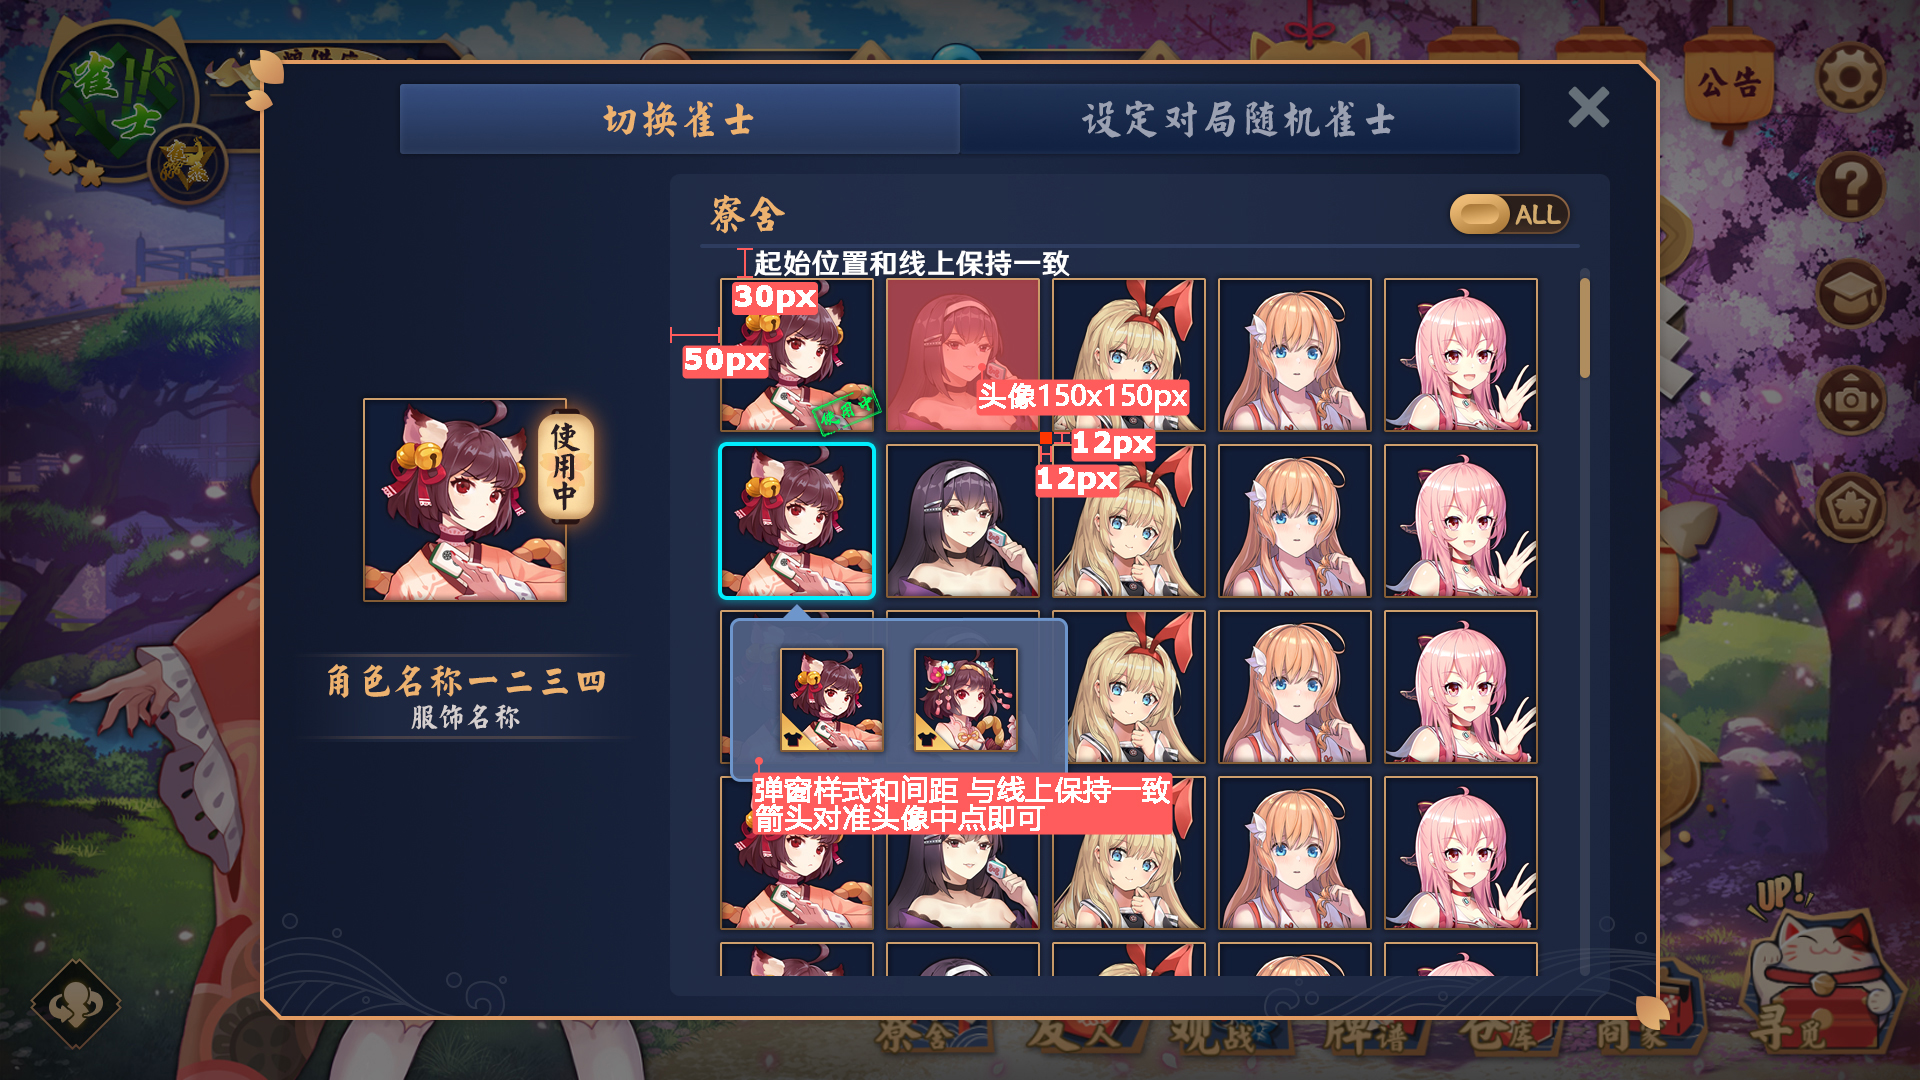 雀士
切换雀士
设定对局随机雀士
公告
寮舍
ALL
起始位置和线上保持一致
30px
50px
使用中
头像150x150px
12px
12px
使用中
角色名称一二三四
服饰名称
弹窗样式和间距 与线上保持一致
箭头对准头像中点即可
UP!
寮舍
友人
观战
牌谱
仓库
商家
寻觅